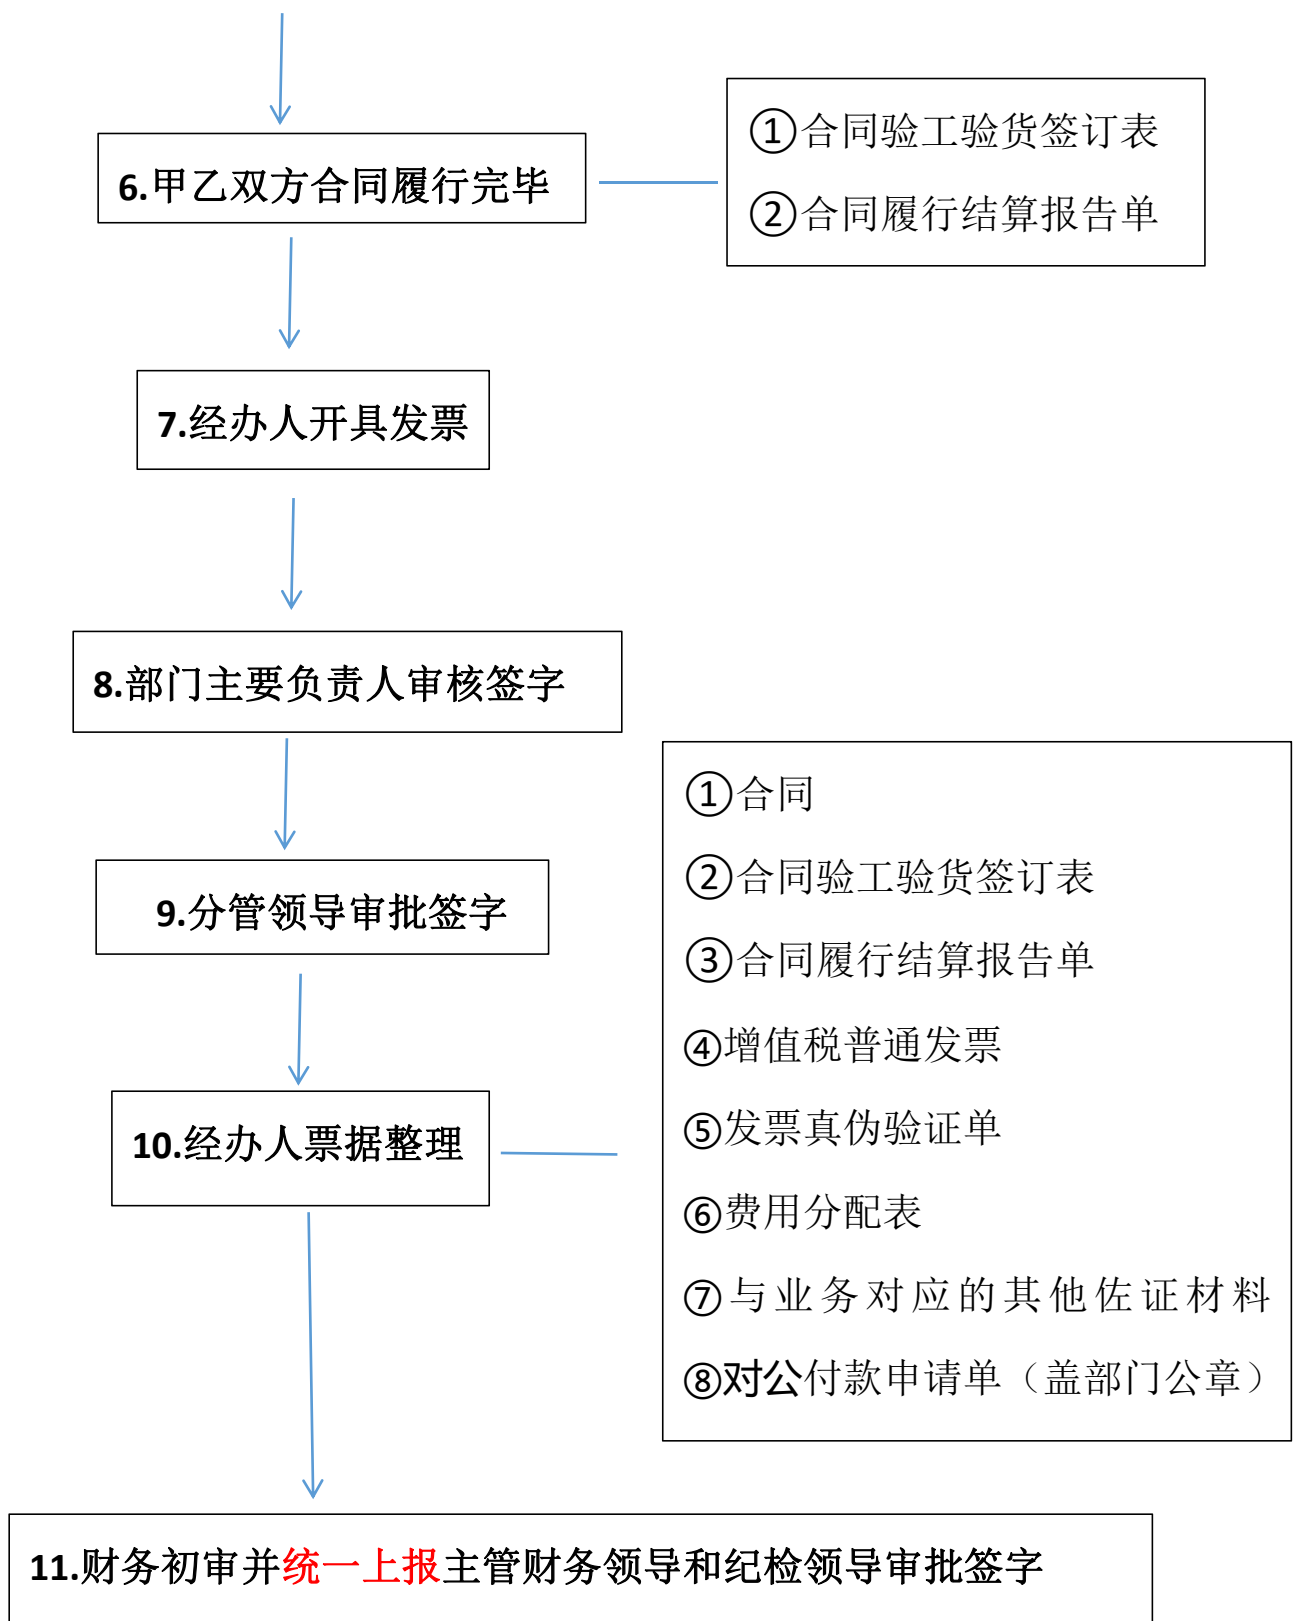 6.甲乙双方合同履行完毕
①合同验工验货签订表
②合同履行结算报告单
7.经办人开具发票
8.部门主要负责人审核签字
9.分管领导审批签字
10.经办人票据整理
①合同
②合同验工验货签订表
③合同履行结算报告单
④增值税普通发票
⑤发票真伪验证单
⑥费用分配表
⑦与业务对应的其他佐证材料
⑧对公付款申请单（盖部门公章）
11.财务初审并统一上报主管财务领导和纪检领导审批签字